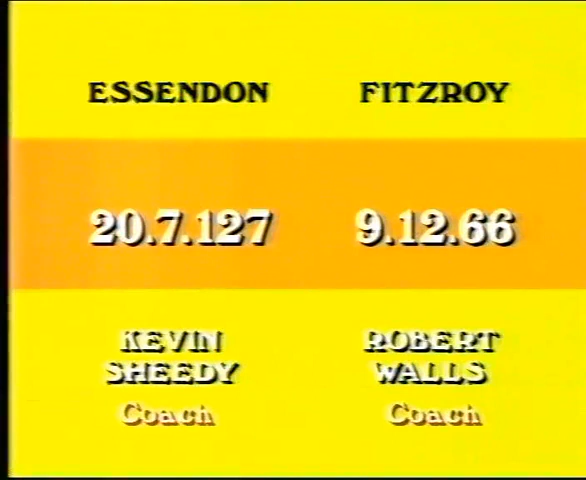 ESSENDON FITZROY
20.7.127 9.12.66
KEVIN ROBERT
SHEEDY WALLS
Coach Coach